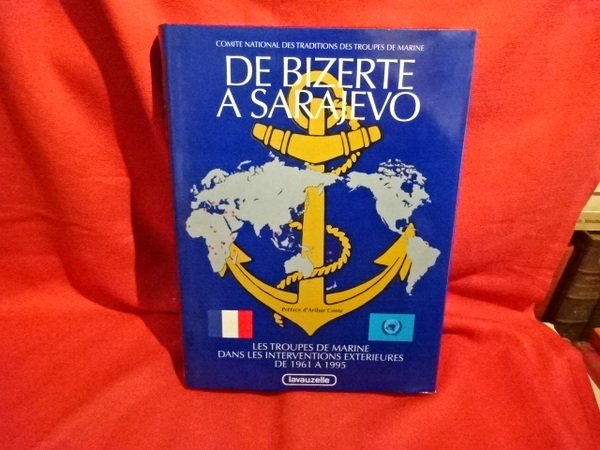 COMITE NATIONAL DES TRADITIONS DES TROUPES DE MARINE
DE BIZERTE
A SARAJEVO
Préface d'Arthur Conte
LES TROUPES DE MARINE
DANS LES INTERVENTIONS EXTERIEURES
DE 1961 A 1995
lavauzelle